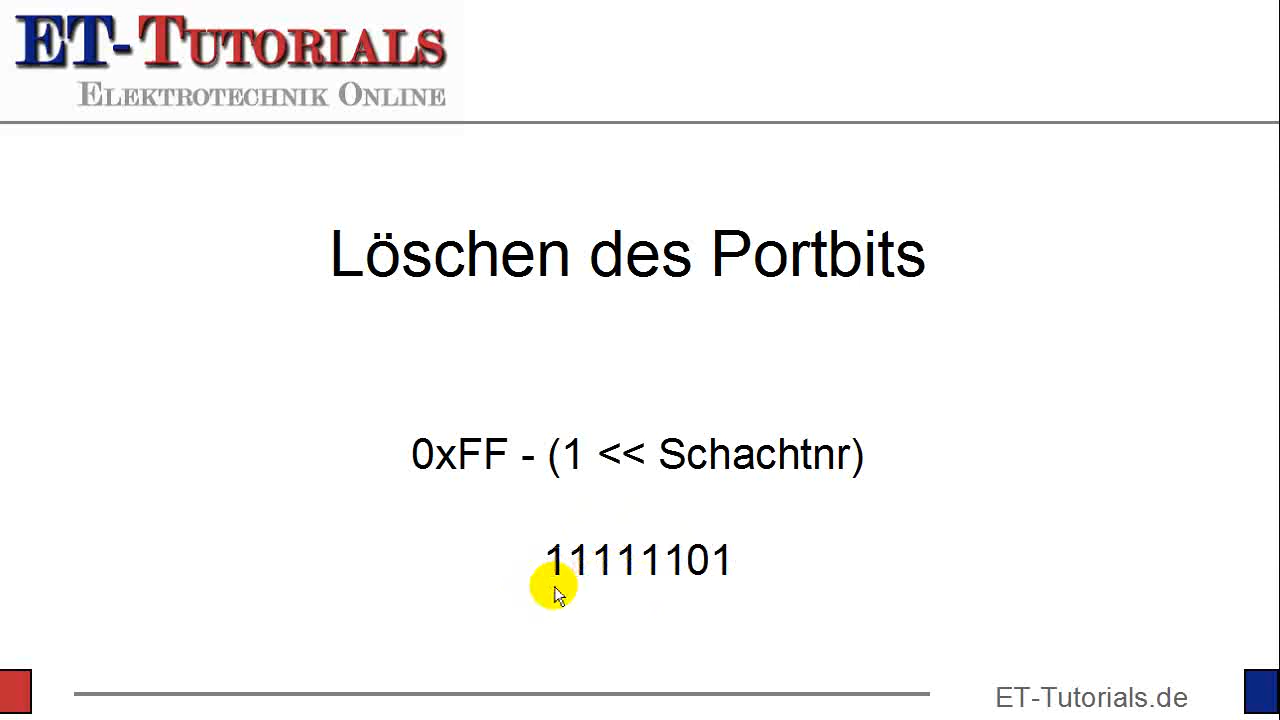 ET-Tutorials
Elektrotechnik Online
Löschen des Portbits
0xFF - (1 << Schachtnr)
11111101
ET-Tutorials.de